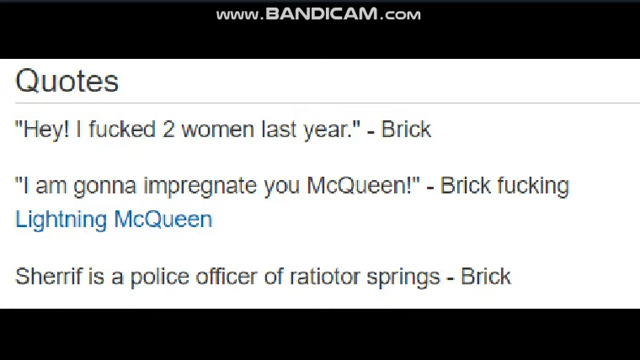 www.BANDICAM.com
Quotes
"Hey! I fucked 2 women last year." - Brick
"I am gonna impregnate you McQueen!" - Brick fucking
Lightning McQueen
Sherrif is a police officer of ratiotor springs - Brick